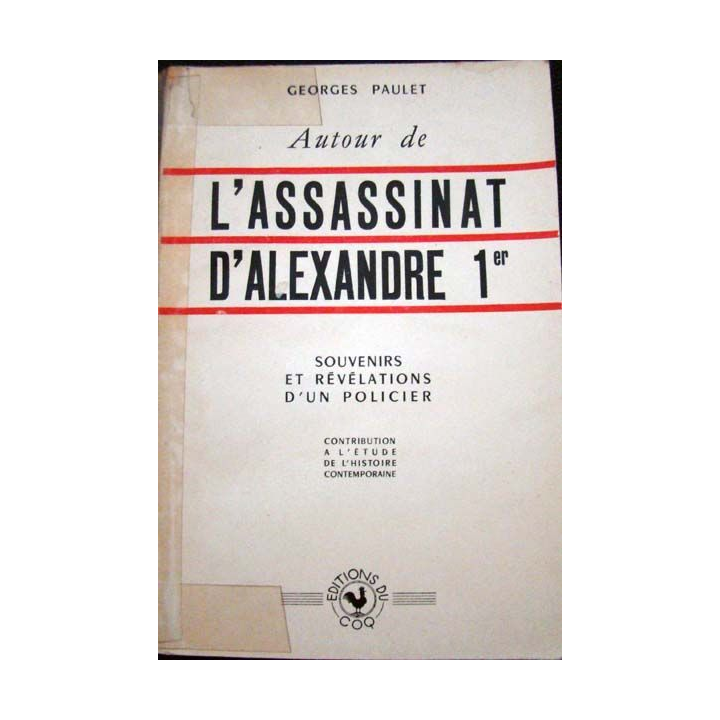 GEORGES PAULET
Autour de
L'ASSASSINAT
D'ALEXANDRE 1er
SOUVENIRS
ET RÉVÉLATIONS
D'UN POLICIER
CONTRIBUTION
A L'ÉTUDE
DE L'HISTOIRE
CONTEMPORAINE
EDITIONS DU
COQ